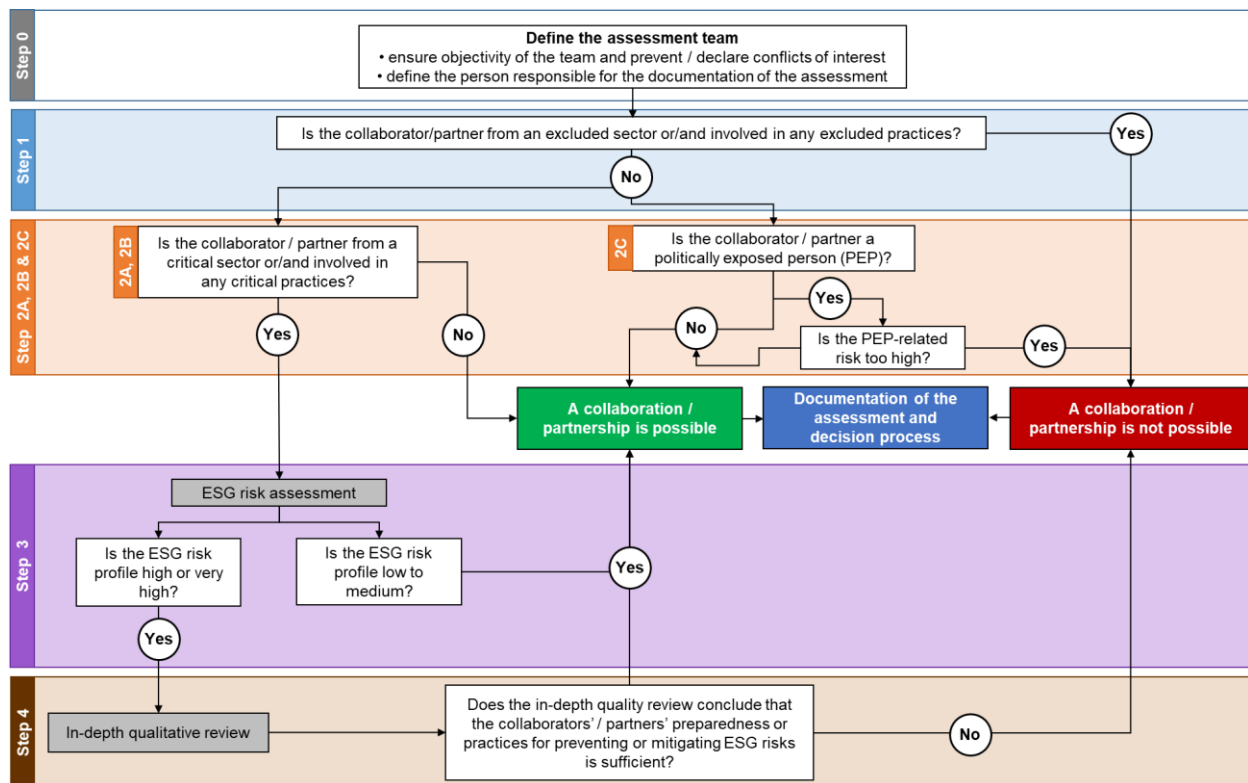 Step 0
Define the assessment team
• ensure objectivity of the team and prevent / declare conflicts of interest
• define the person responsible for the documentation of the assessment
Step 1
Is the collaborator/partner from an excluded sector or/and involved in any excluded practices?
Yes
No
Step 2A, 2B & 2C
2A, 2B
Is the collaborator / partner from a
critical sector or/and involved in
any critical practices?
2C
Is the collaborator / partner a
politically exposed person (PEP)?
Yes
No
Yes
No
Is the PEP-related
risk too high?
Yes
A collaboration /
partnership is possible
Documentation of the
assessment and
decision process
A collaboration /
partnership is not possible
Step 3
ESG risk assessment
Is the ESG risk
profile high or very
high?
Is the ESG risk
profile low to
medium?
Yes
Yes
Step 4
In-depth qualitative review
Does the in-depth quality review conclude that
the collaborators' / partners' preparedness or
practices for preventing or mitigating ESG risks
is sufficient?
No